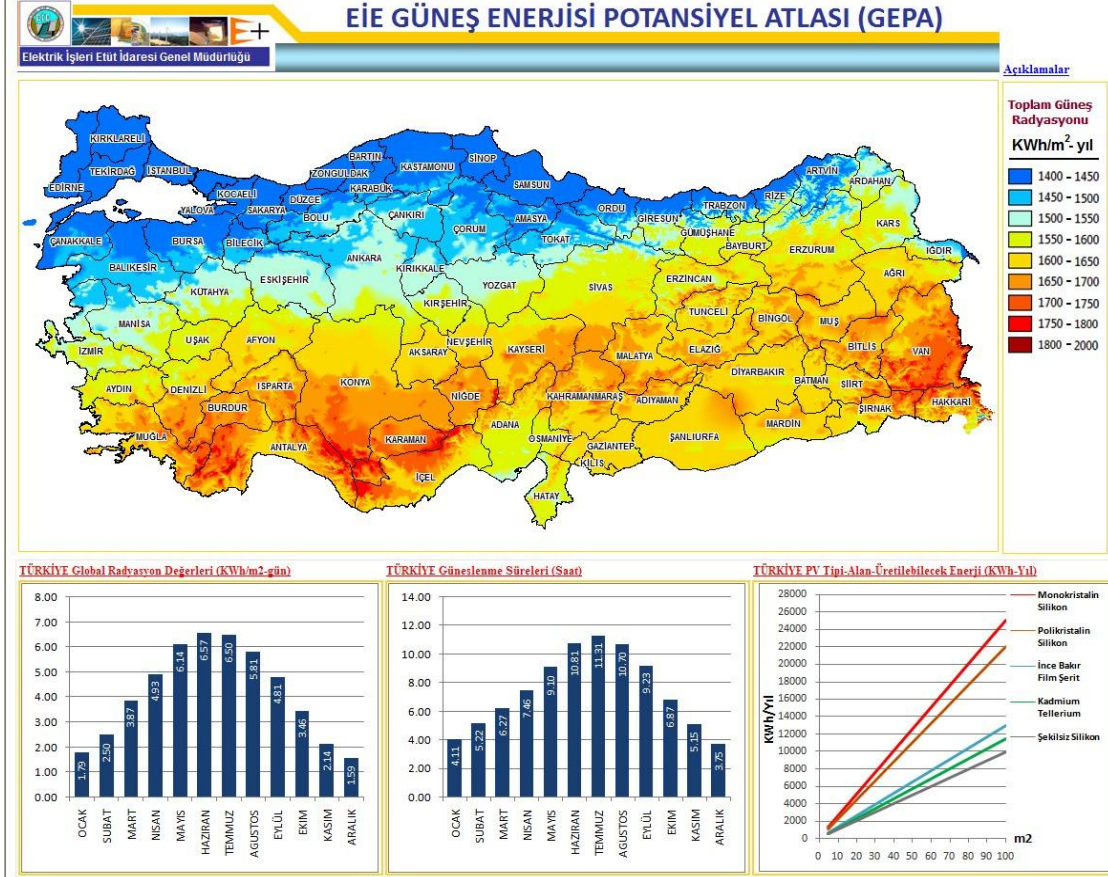 EİE GÜNEŞ ENERJİSİ POTANSİYEL ATLASI (GEPA)
E+
Elektrik İşleri Etüt İdaresi Genel Müdürlüğü
Açıklamalar
Toplam Güneş
Radyasyonu
KWh/m²- yıl
1400 - 1450
1450 - 1500
1500 - 1550
1550 - 1600
1600 - 1650
1650 - 1700
1700 - 1750
1750 - 1800
1800 - 2000
KIRKLARELİ
TEKİRDAĞ
İSTANBUL
EDİRNE
KOCAELİ
YALOVA
SAKARYA
DÜZCE
ZONGULDAK
BARTIN
KARABÜK
KASTAMONU
SİNOP
SAMSUN
BOLU
ÇANKIRI
ÇORUM
AMASYA
ORDU
GİRESUN
TRABZON
RİZE
ARTVİN
ARDAHAN
KARS
IĞDIR
ÇANAKKALE
BURSA
BİLECİK
BALIKESİR
KÜTAHYA
ESKİŞEHİR
ANKARA
KIRIKKALE
YOZGAT
TOKAT
SİVAS
GÜMÜŞHANE
BAYBURT
ERZURUM
ERZİNCAN
AĞRI
MANİSA
UŞAK
AFYON
KIRŞEHİR
NEVŞEHİR
AKSARAY
KAYSERİ
MALATYA
TUNCELİ
ELAZIĞ
BİNGÖL
MUŞ
BİTLİS
VAN
İZMİR
AYDIN
DENİZLİ
ISPARTA
BURDUR
KONYA
NİĞDE
KAHRAMANMARAŞ
ADIYAMAN
DİYARBAKIR
BATMAN
SİİRT
ŞIRNAK
HAKKARİ
MUĞLA
ANTALYA
KARAMAN
İÇEL
ADANA
OSMANİYE
GAZİANTEP
KİLİS
HATAY
ŞANLIURFA
MARDİN
TÜRKİYE Global Radyasyon Değerleri (KWh/m2-gün)
8.00
7.00
6.00
5.00
4.00
3.00
2.00
1.00
0.00
1.79
2.50
3.87
4.93
6.14
6.57
6.50
5.81
4.81
3.46
2.14
1.59
OCAK
SUBAT
MART
NISAN
MAYIS
HAZIRAN
TEMMUZ
AGUSTOS
EYLÜL
EKIM
KASIM
ARALIK
TÜRKİYE Güneslenme Süreleri (Saat)
14.00
12.00
10.00
8.00
6.00
4.00
2.00
0.00
4.11
5.22
6.27
7.46
9.10
10.81
11.31
10.70
9.23
6.87
5.15
3.75
OCAK
SUBAT
MART
NISAN
MAYIS
HAZIRAN
TEMMUZ
AGUSTOS
EYLÜL
EKIM
KASIM
ARALIK
TÜRKİYE PV Tipi-Alan-Üretilebilecek Enerji (KWh-Yıl)
28000
26000
24000
22000
20000
18000
16000
14000
12000
10000
8000
6000
4000
2000
0
KWh/Yıl
0 10 20 30 40 50 60 70 80 90 100
m2
Monokristalin
Silikon
Polikristalin
Silikon
İnce Bakır
Film Şerit
Kadmium
Tellerium
Şekilsiz Silikon